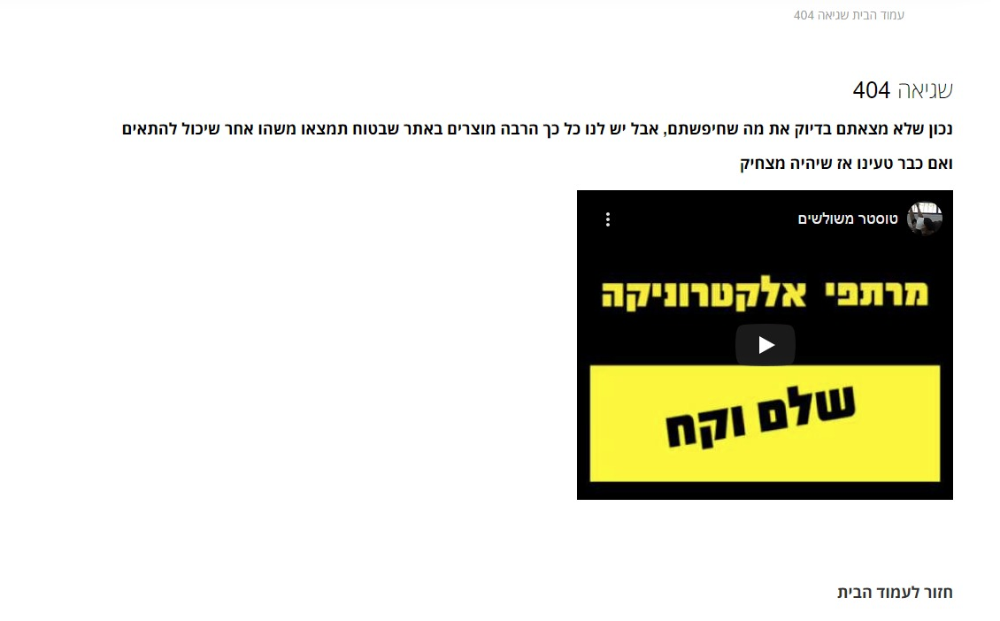 עמוד הבית שגיאה 404
שגיאה 404
נכון שלא מצאתם בדיוק את מה שחיפשתם, אבל יש לנו כל כך הרבה מוצרים באתר שבטוח תמצאו משהו אחר שיכול להתאים
ואם כבר טעינו אז שיהיה מצחיק
טוסטר משולשים
מרתפי אלקטרוניקה
שלם וקח
חזור לעמוד הבית